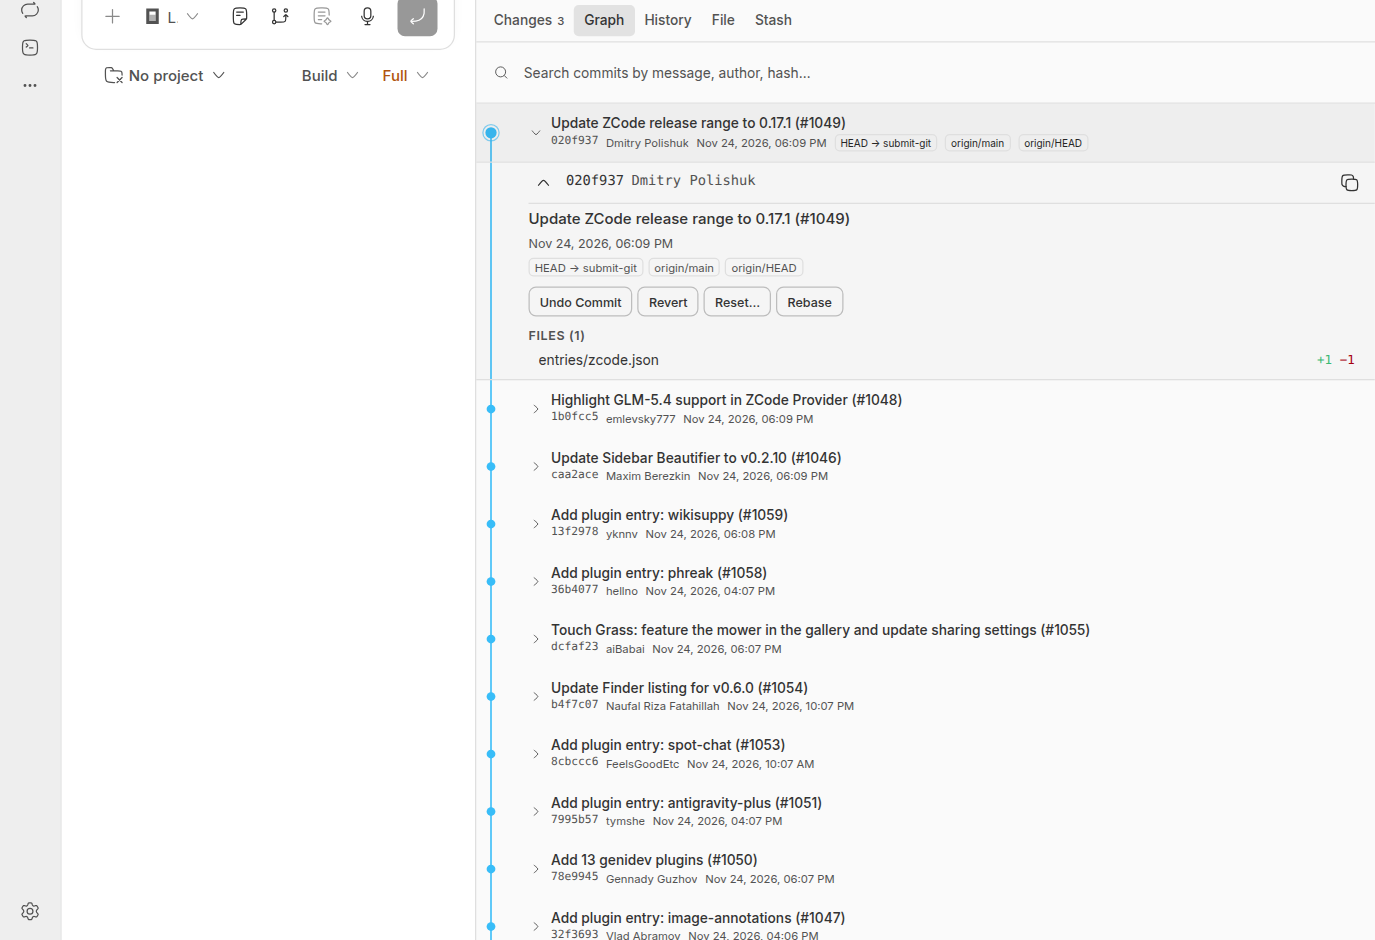 L.
No project
Build
Full
Changes 3
Graph
History
File
Stash
Search commits by message, author, hash...
Update ZCode release range to 0.17.1 (#1049)
020f937 Dmitry Polishuk Nov 24, 2026, 06:09 PM HEAD → submit-git origin/main origin/HEAD
020f937 Dmitry Polishuk
Update ZCode release range to 0.17.1 (#1049)
Nov 24, 2026, 06:09 PM
HEAD → submit-git origin/main origin/HEAD
Undo Commit Revert Reset... Rebase
FILES (1)
entries/zcode.json +1 −1
Highlight GLM-5.4 support in ZCode Provider (#1048)
1b0fcc5 emlevsky777 Nov 24, 2026, 06:09 PM
Update Sidebar Beautifier to v0.2.10 (#1046)
caa2ace Maxim Berezkin Nov 24, 2026, 06:09 PM
Add plugin entry: wikisuppy (#1059)
13f2978 yknnv Nov 24, 2026, 06:08 PM
Add plugin entry: phreak (#1058)
36b4077 hellno Nov 24, 2026, 04:07 PM
Touch Grass: feature the mower in the gallery and update sharing settings (#1055)
dcfaf23 aiBabai Nov 24, 2026, 06:07 PM
Update Finder listing for v0.6.0 (#1054)
b4f7c07 Naufal Riza Fatahillah Nov 24, 2026, 10:07 PM
Add plugin entry: spot-chat (#1053)
8cbccc6 FeelsGoodEtc Nov 24, 2026, 10:07 AM
Add plugin entry: antigravity-plus (#1051)
7995b57 tymshe Nov 24, 2026, 04:07 PM
Add 13 genidev plugins (#1050)
78e9945 Gennady Guzhov Nov 24, 2026, 06:07 PM
Add plugin entry: image-annotations (#1047)
32f3693 Vlad Abramov Nov 24, 2026, 04:06 PM